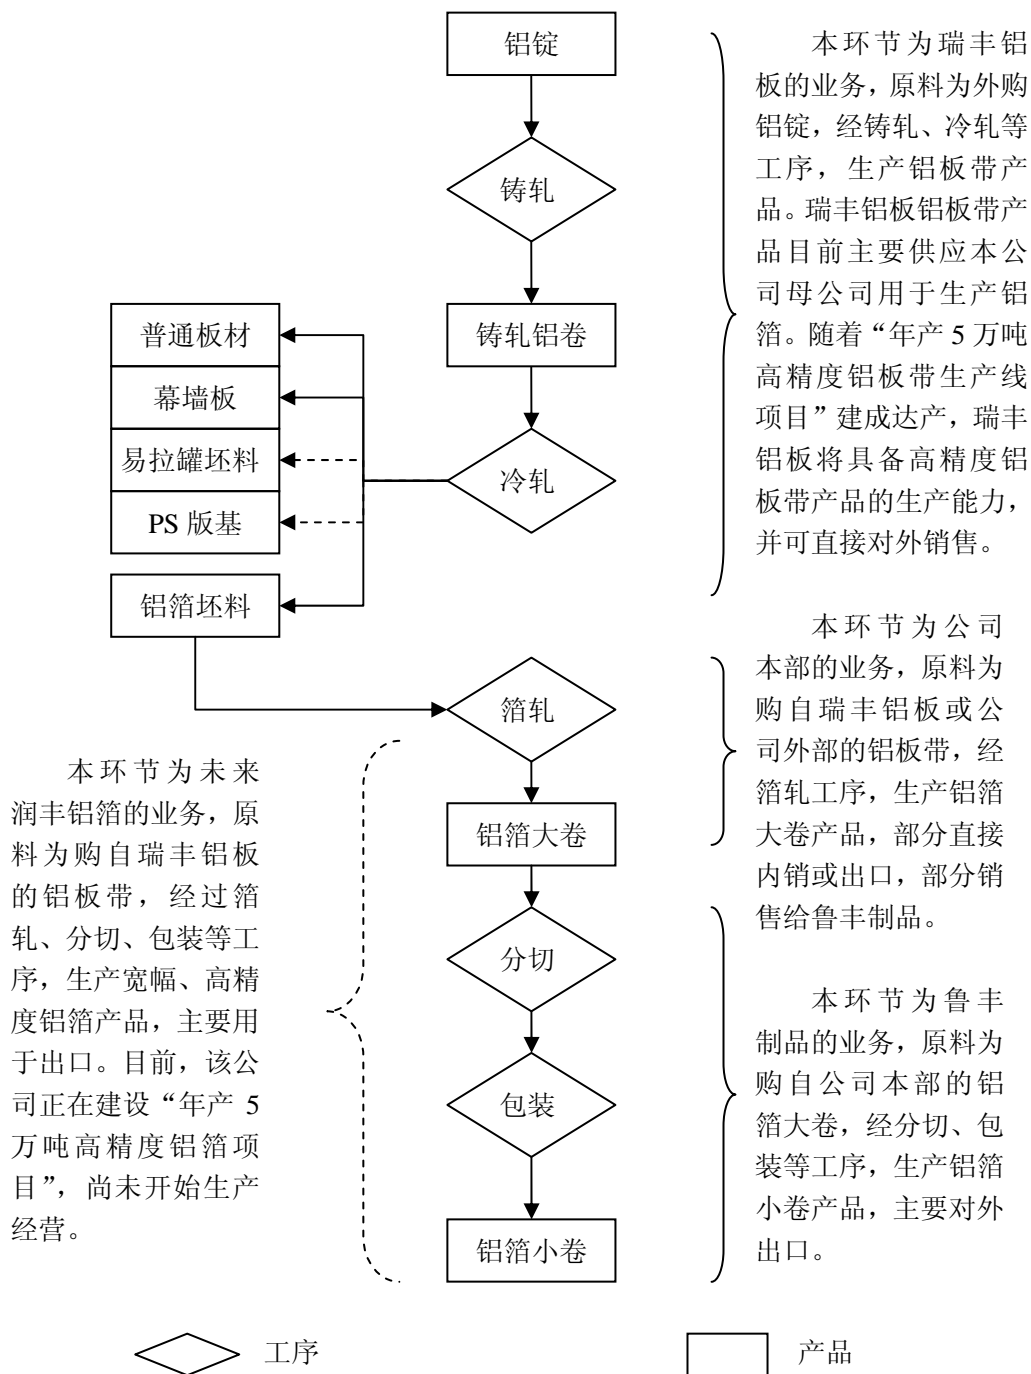 铝锭
铸轧
铸轧铝卷
冷轧
普通板材
幕墙板
易拉罐坯料
PS 版基
铝箔坯料
箔轧
铝箔大卷
分切
包装
铝箔小卷
本环节为瑞丰铝
板的业务，原料为外购
铝锭，经铸轧、冷轧等
工序，生产铝板带产
品。瑞丰铝板铝板带产
品目前主要供应本公
司母公司用于生产铝
箔。随着“年产 5 万吨
高精度铝板带生产线
项目”建成达产，瑞丰
铝板将具备高精度铝
板带产品的生产能力，
并可直接对外销售。
本环节为公司
本部的业务，原料为
购自瑞丰铝板或公
司外部的铝板带，经
箔轧工序，生产铝箔
大卷产品，部分直接
内销或出口，部分销
售给鲁丰制品。
本环节为未来
润丰铝箔的业务，原
料为购自瑞丰铝板
的铝板带，经过箔
轧、分切、包装等工
序，生产宽幅、高精
度铝箔产品，主要用
于出口。目前，该公
司正在建设“年产 5
万吨高精度铝箔项
目”，尚未开始生产
经营。
本环节为鲁丰
制品的业务，原料为
购自公司本部的铝
箔大卷，经分切、包
装等工序，生产铝箔
小卷产品，主要对外
出口。
工序
产品